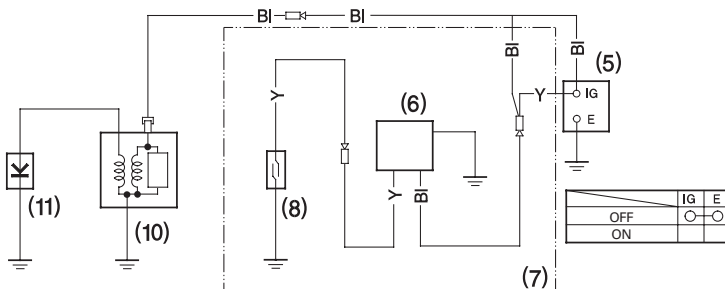 Bl Bl
Bl Bl
(5)
Y
Y
IG
(6)
E
(11)
(10)
(8)
Y
Bl
(7)
IG E
OFF
ON